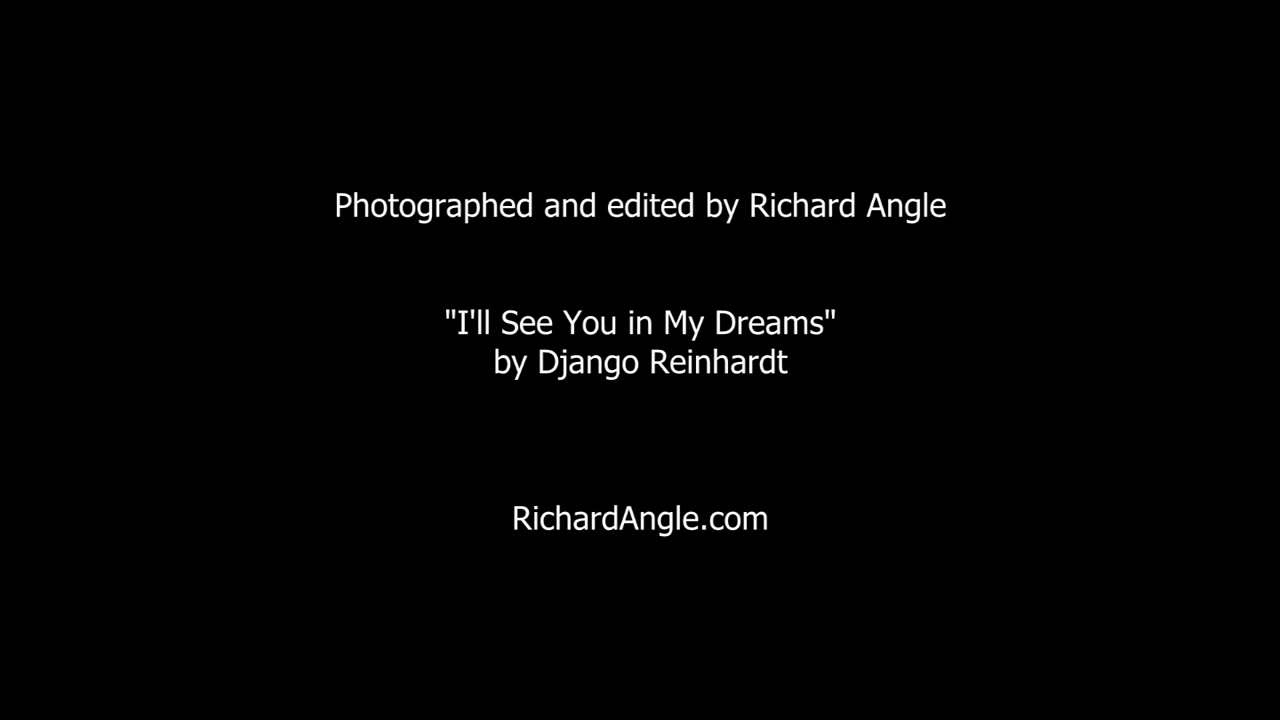 Photographed and edited by Richard Angle
"I'll See You in My Dreams"
by Django Reinhardt
RichardAngle.com